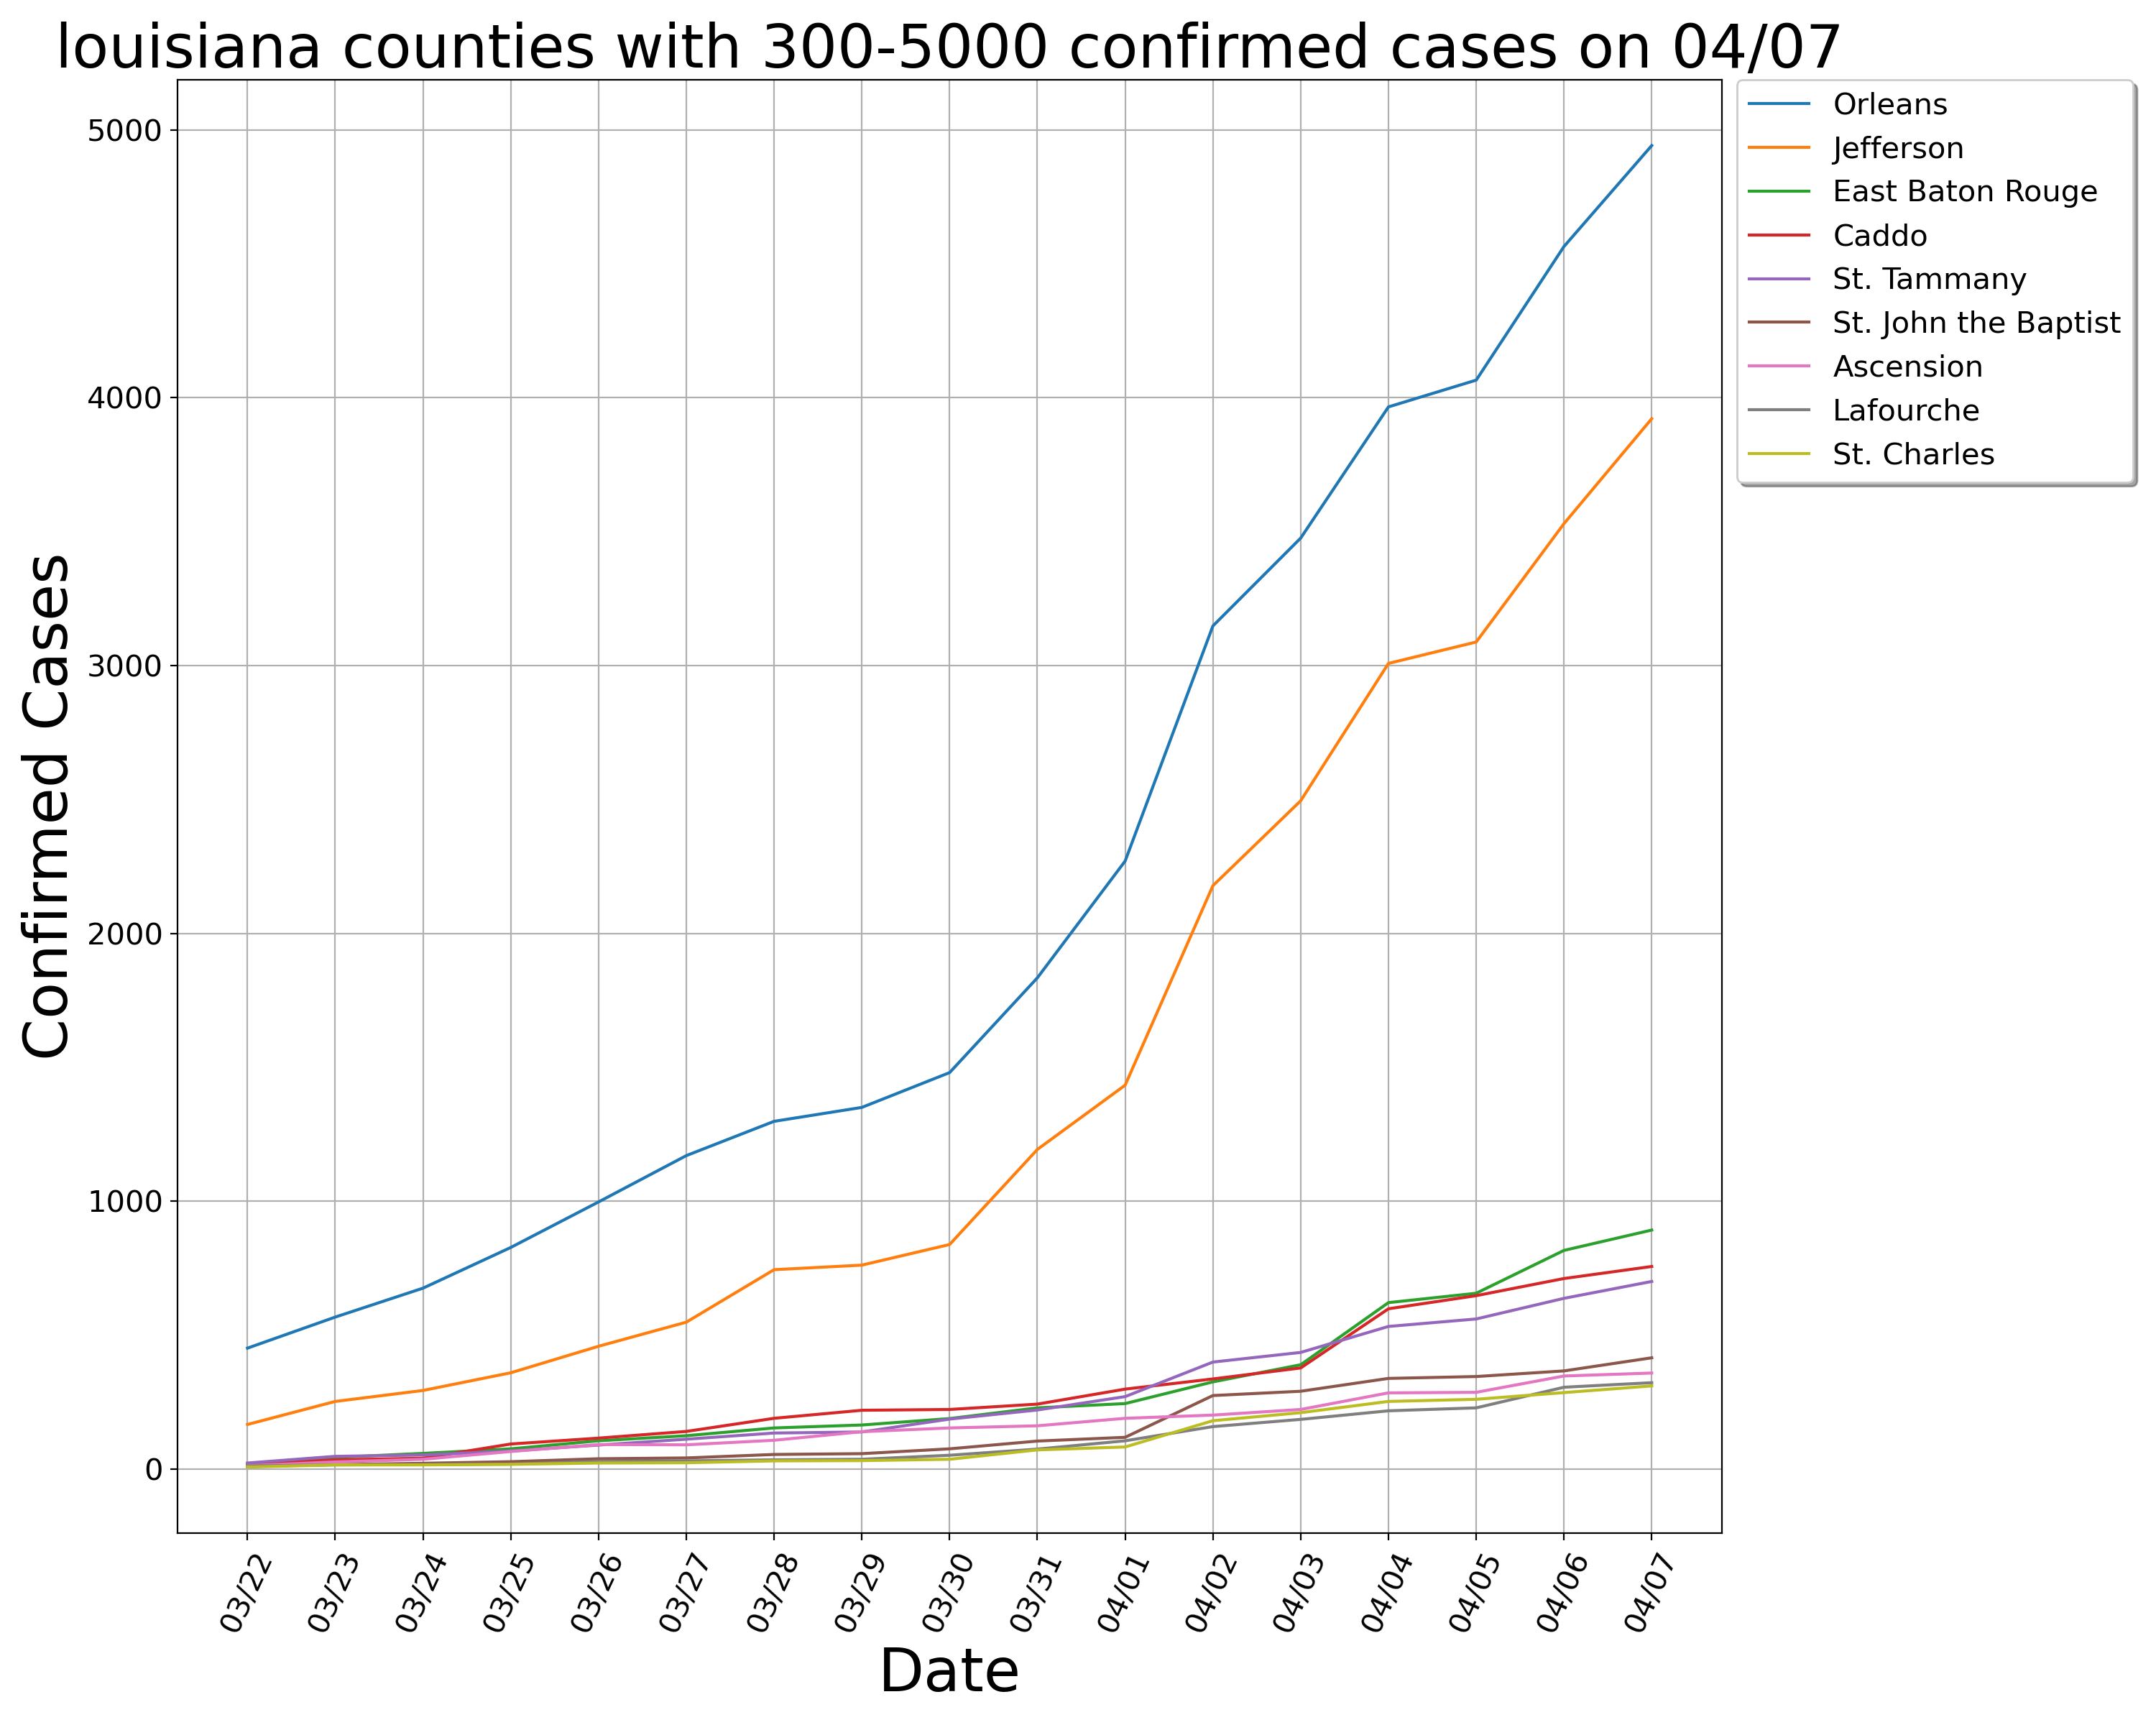 louisiana counties with 300-5000 confirmed cases on 04/07
Confirmed Cases
5000
4000
3000
2000
1000
0
03/22
03/23
03/24
03/25
03/26
03/27
03/28
03/29
03/30
03/31
04/01
04/02
04/03
04/04
04/05
04/06
04/07
Date
Orleans
Jefferson
East Baton Rouge
Caddo
St. Tammany
St. John the Baptist
Ascension
Lafourche
St. Charles